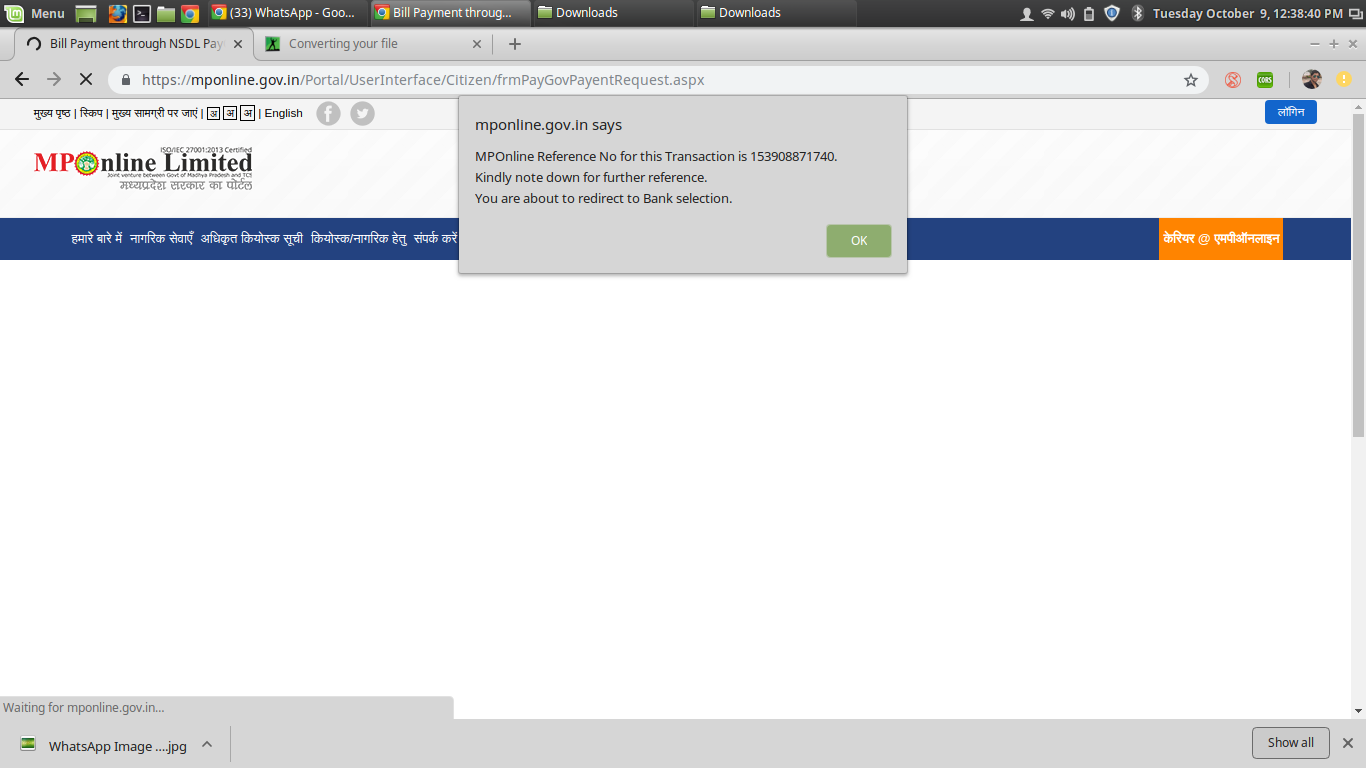 Menu
(33) WhatsApp - Goo...
Bill Payment throug...
Downloads
Downloads
Tuesday October 9, 12:38:40 PM
Bill Payment through NSDL Pay
Converting your file
https://mponline.gov.in/Portal/UserInterface/Citizen/frmPayGovPayentRequest.aspx
CORS
मुख्य पृष्ठ | स्किप | मुख्य सामग्री पर जाएं | अ अ अ | English
लॉगिन
ISO/IEC 27001:2013 Certified
MPOnline Limited
Joint venture between Govt of Madhya Pradesh and TCS
मध्यप्रदेश सरकार का पोर्टल
mponline.gov.in says
MPOnline Reference No for this Transaction is 153908871740.
Kindly note down for further reference.
You are about to redirect to Bank selection.
OK
हमारे बारे में नागरिक सेवाएँ अधिकृत कियोस्क सूची कियोस्क/नागरिक हेतु संपर्क करें
केरियर @ एमपीऑनलाइन
Waiting for mponline.gov.in...
WhatsApp Image ....jpg
Show all